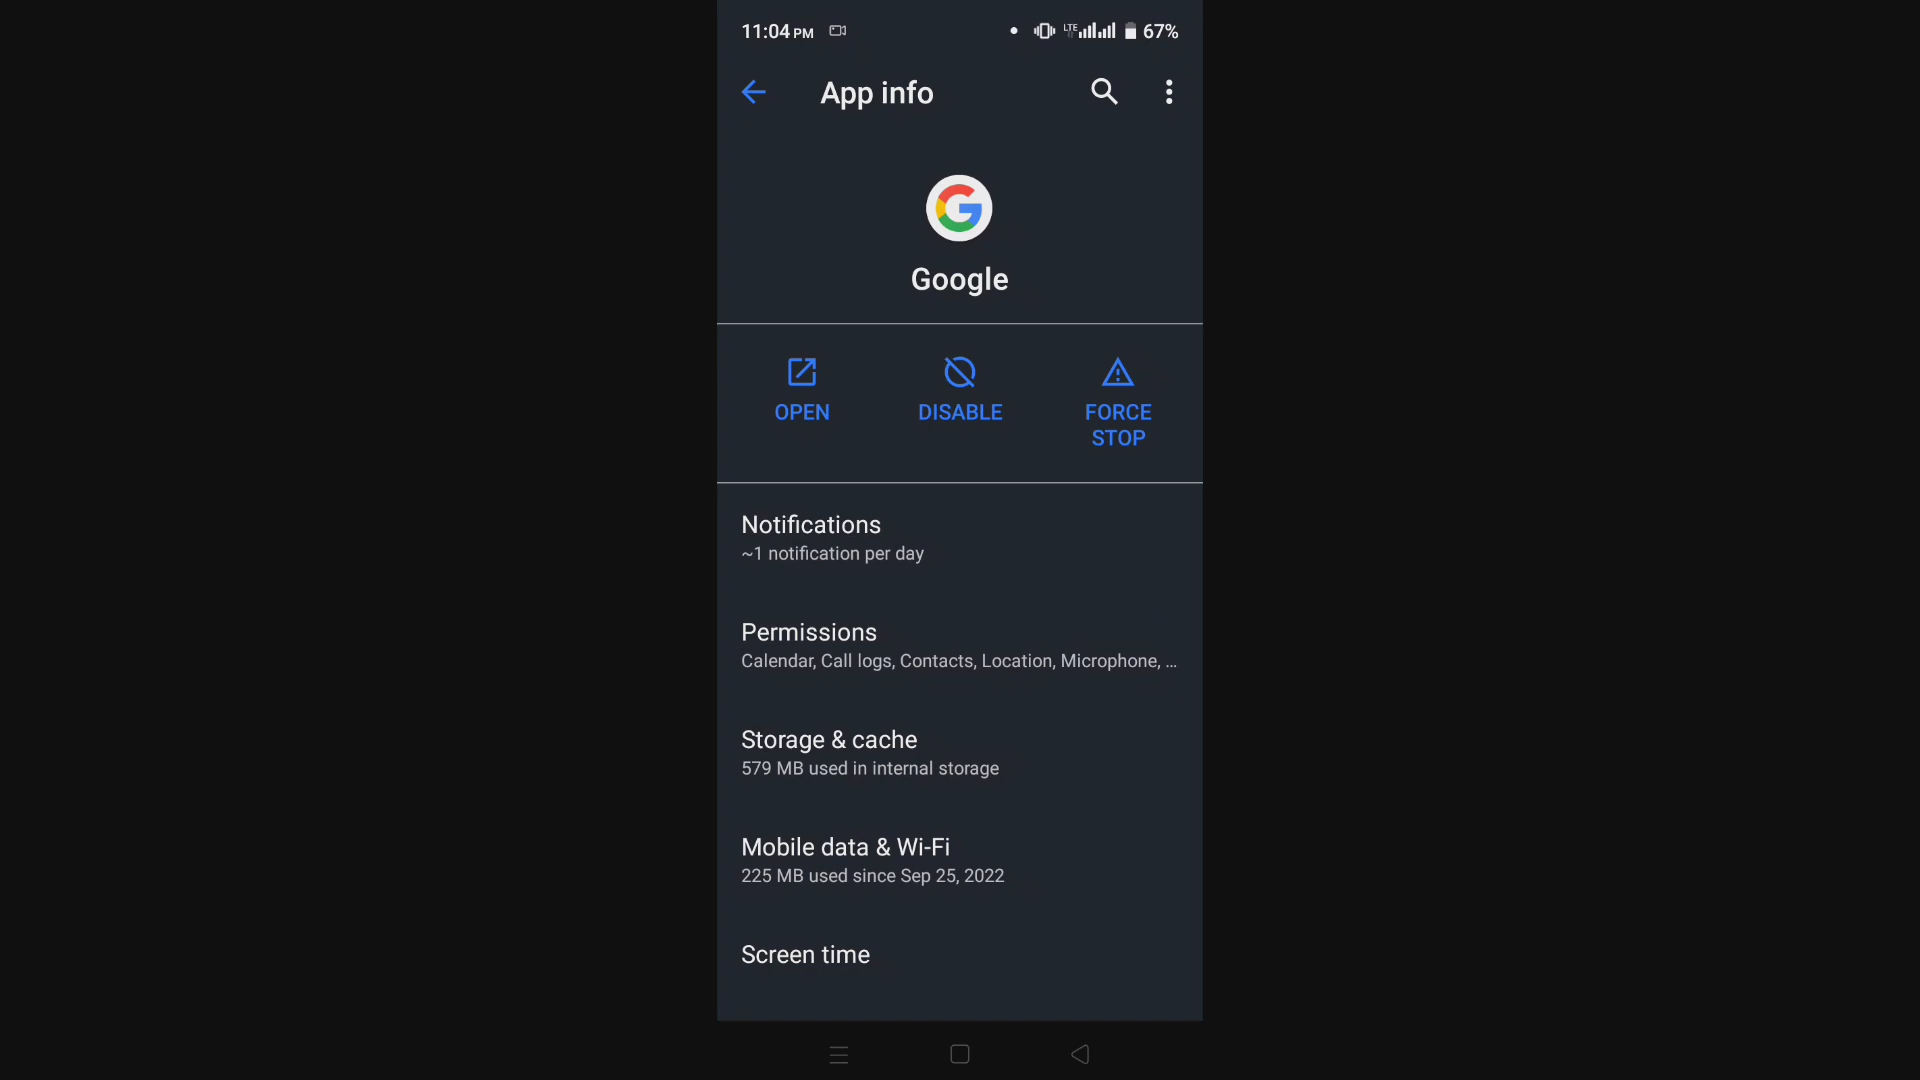 11:04 PM LTE 67%
App info
Google
OPEN DISABLE FORCE STOP
Notifications
~1 notification per day
Permissions
Calendar, Call logs, Contacts, Location, Microphone, ...
Storage & cache
579 MB used in internal storage
Mobile data & Wi-Fi
225 MB used since Sep 25, 2022
Screen time